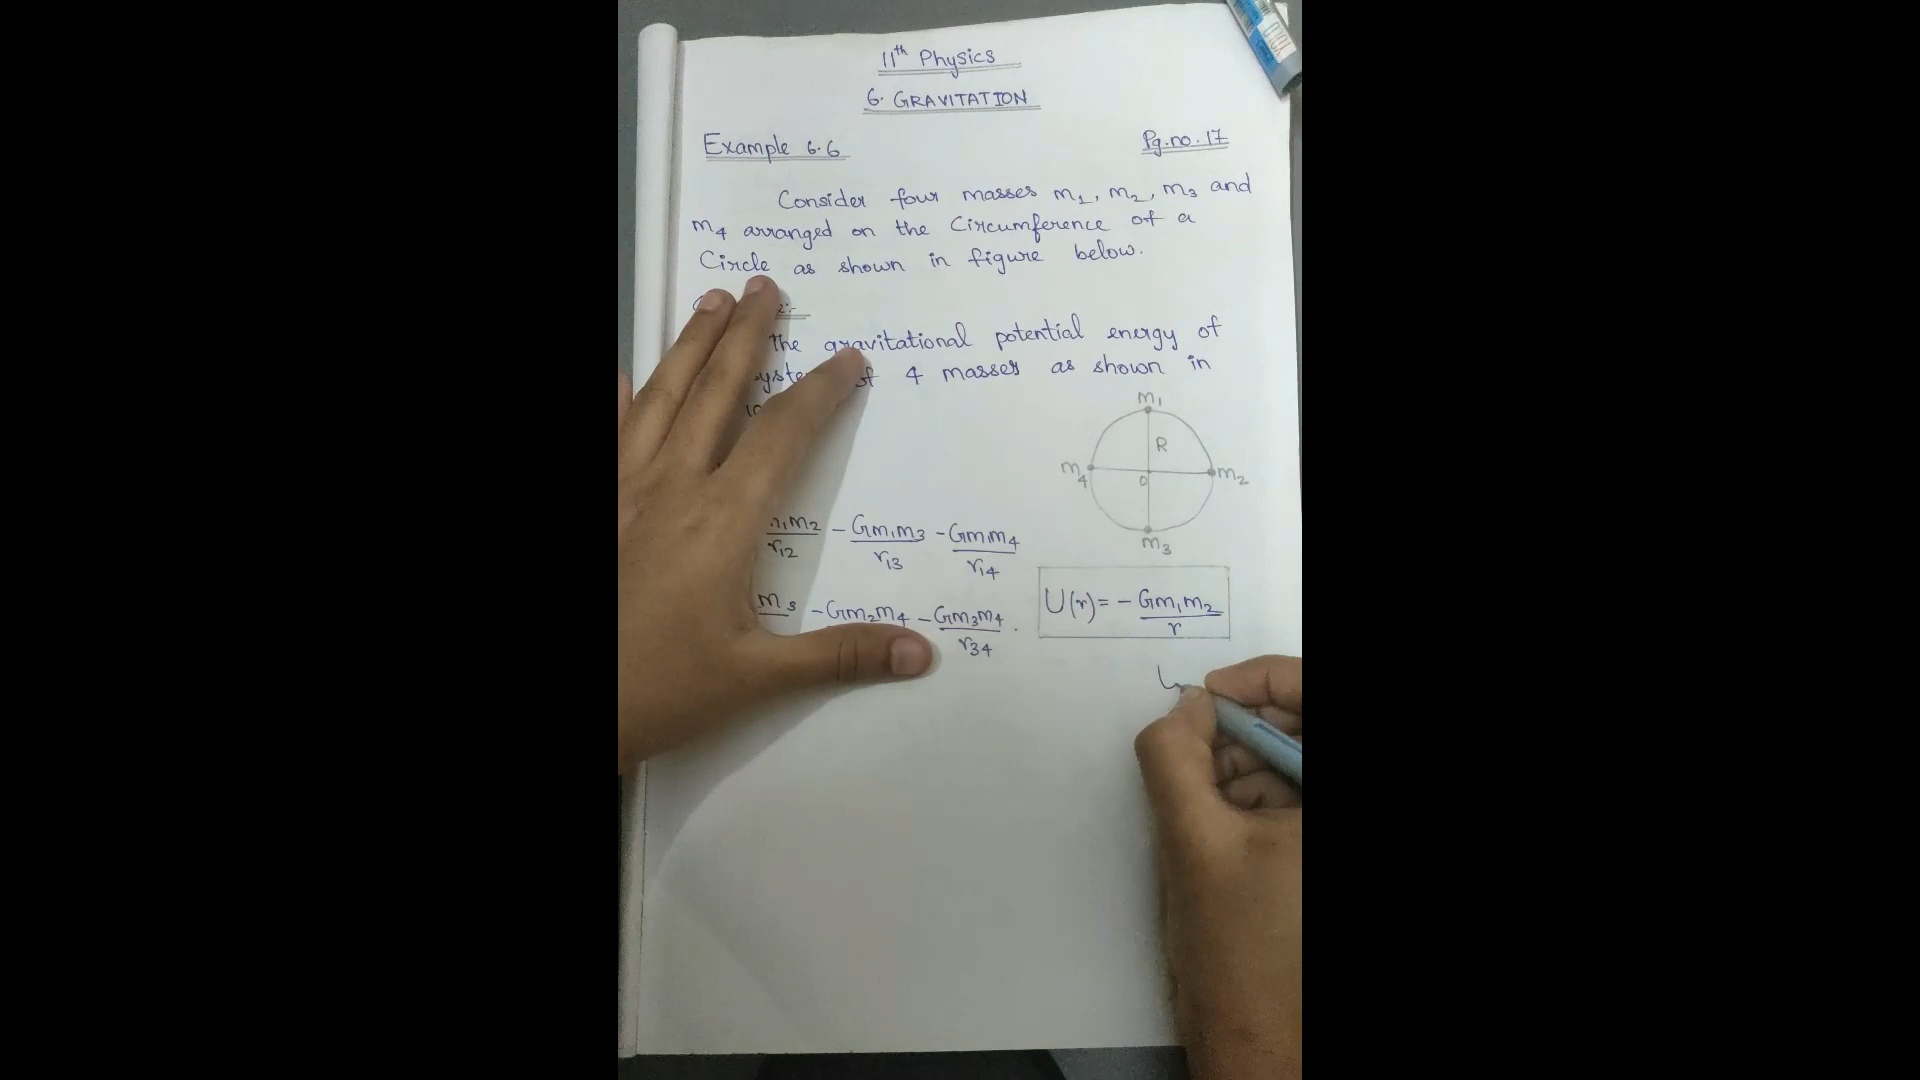 11th Physics
6. GRAVITATION
Example 6.6
Pg.no.17
Consider four masses m1, m2, m3 and
m4 arranged on the Circumference of a
Circle as shown in figure below.
The gravitational potential energy of
4 masses as shown in
m1
R
m4
O
m2
m3
m2/r12 - Gm1m3/r13 - Gm1m4/r14
m3 - Gm2m4 - Gm3m4/r34.
U(r) = - Gm1m2/r